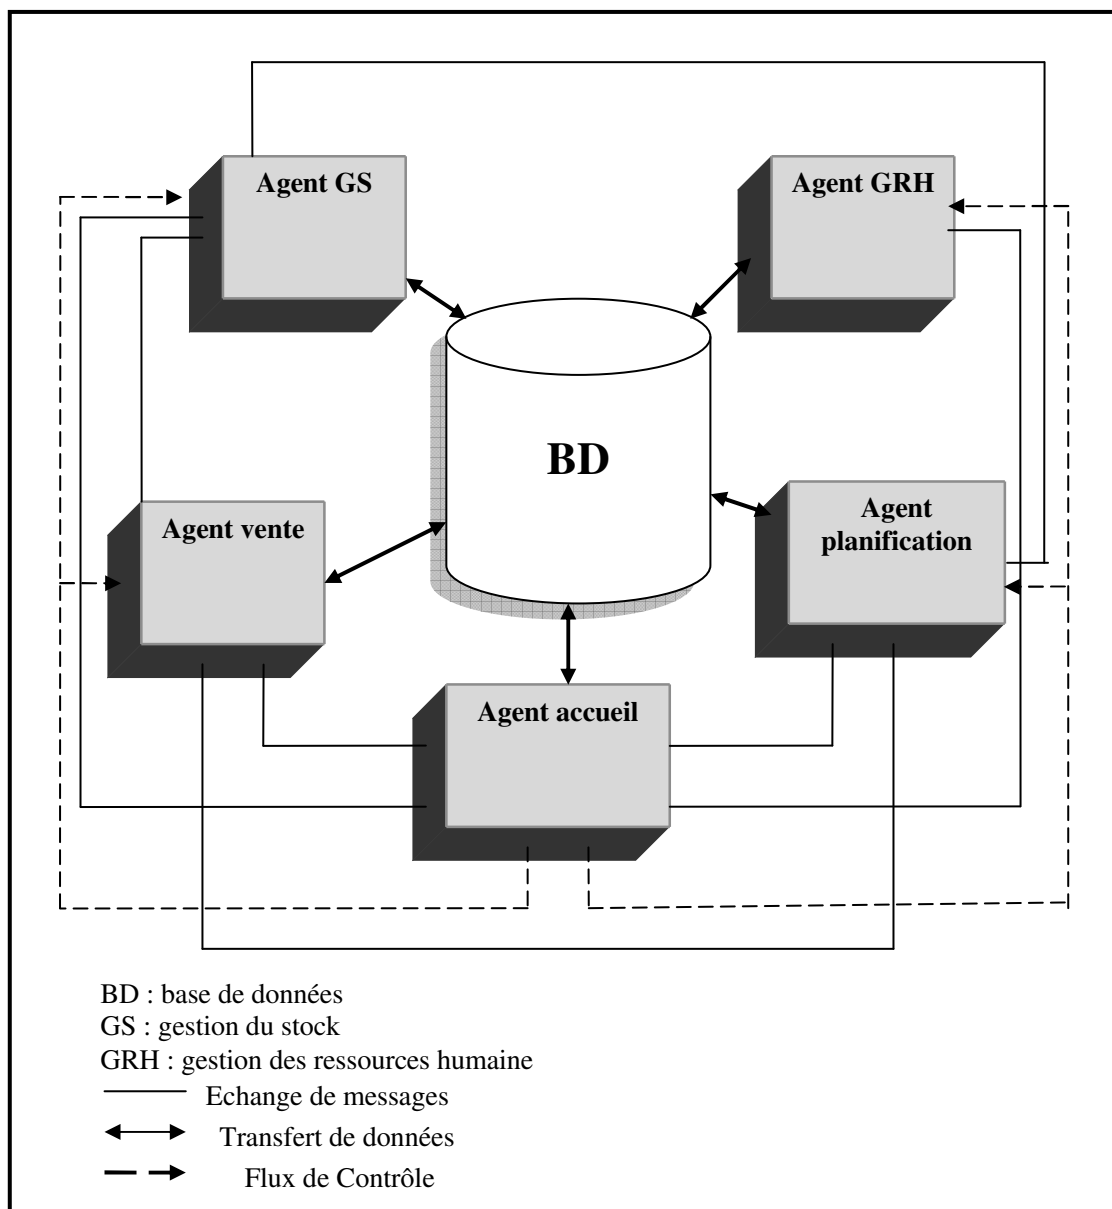 Agent GS
Agent GRH
BD
Agent vente
Agent
planification
Agent accueil
BD : base de données
GS : gestion du stock
GRH : gestion des ressources humaine
Echange de messages
Transfert de données
Flux de Contrôle